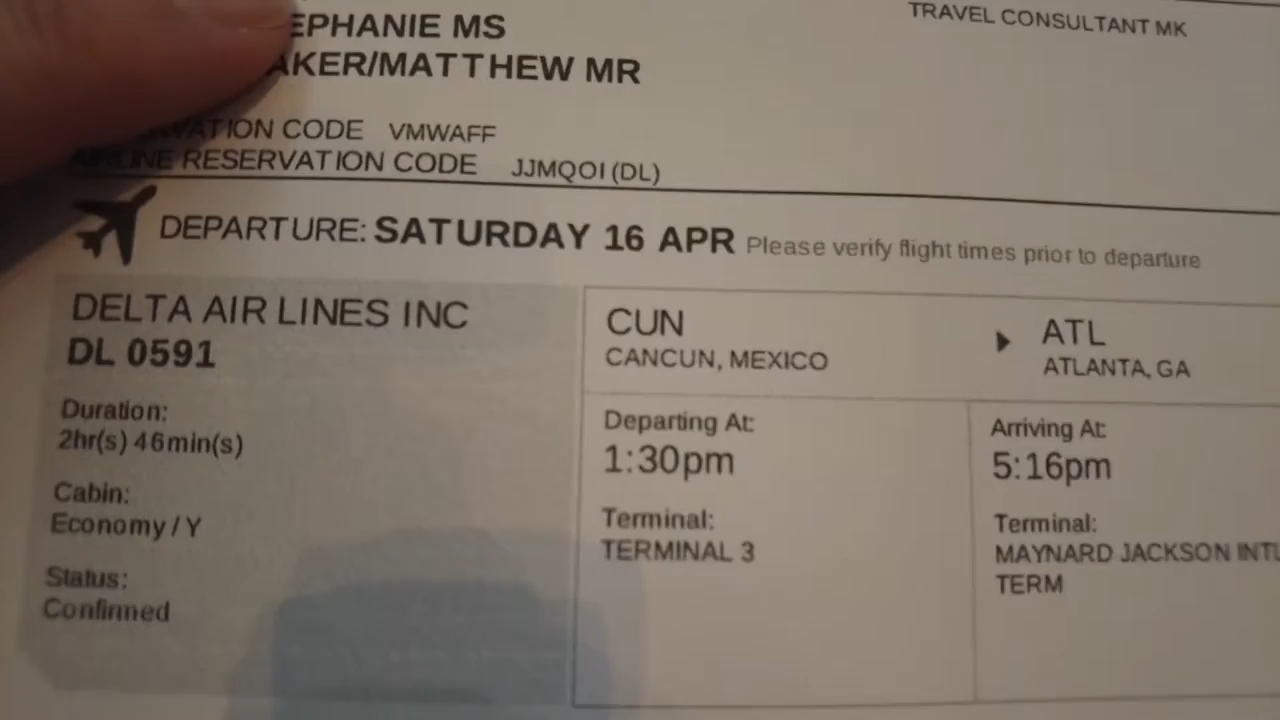 EPHANIE MS
AKER/MATTHEW MR
TRAVEL CONSULTANT MK
VATION CODE VMWAFF
AIRLINE RESERVATION CODE JJMQOI (DL)
DEPARTURE: SATURDAY 16 APR Please verify flight times prior to departure
DELTA AIR LINES INC
DL 0591
Duration:
2hr(s) 46min(s)
Cabin:
Economy / Y
Status:
Confirmed
CUN
CANCUN, MEXICO
ATL
ATLANTA, GA
Departing At:
1:30pm
Terminal:
TERMINAL 3
Arriving At:
5:16pm
Terminal:
MAYNARD JACKSON INTL
TERM